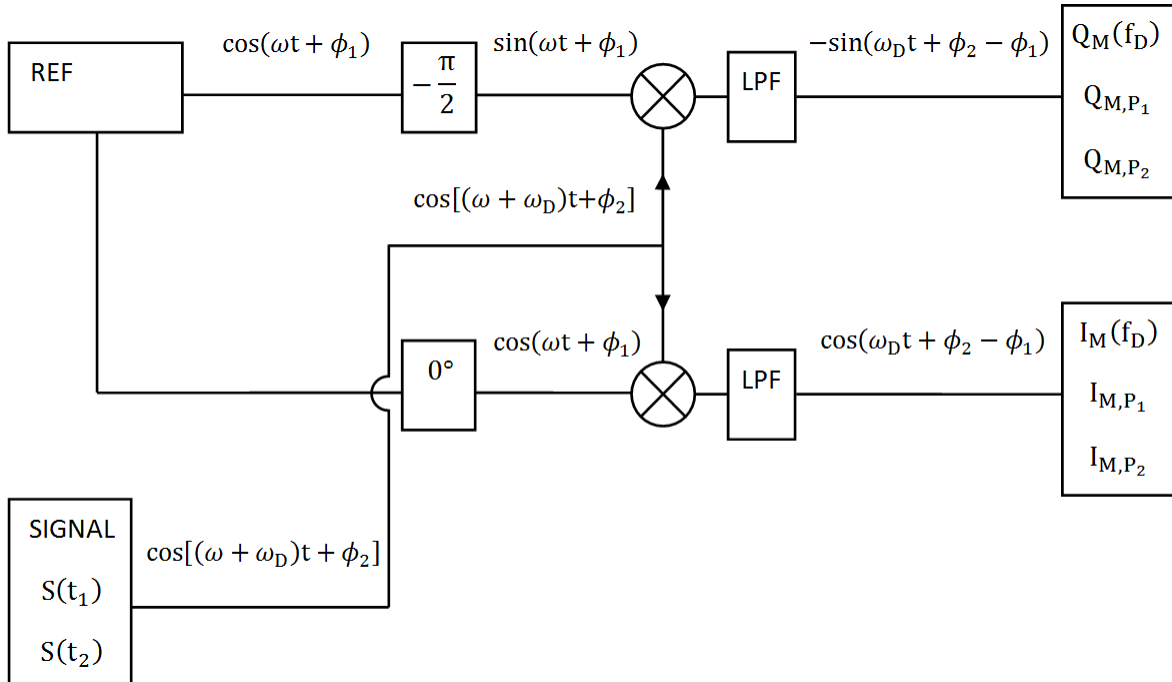 cos(ωt + ϕ₁)
sin(ωt + ϕ₁)
−sin(ω_Dt + ϕ₂ − ϕ₁)
Q_M(f_D)
REF
−π/2
LPF
Q_M,P₁
Q_M,P₂
cos[(ω + ω_D)t+ϕ₂]
cos(ωt + ϕ₁)
cos(ω_Dt + ϕ₂ − ϕ₁)
I_M(f_D)
0°
LPF
I_M,P₁
I_M,P₂
SIGNAL
cos[(ω + ω_D)t + ϕ₂]
S(t₁)
S(t₂)